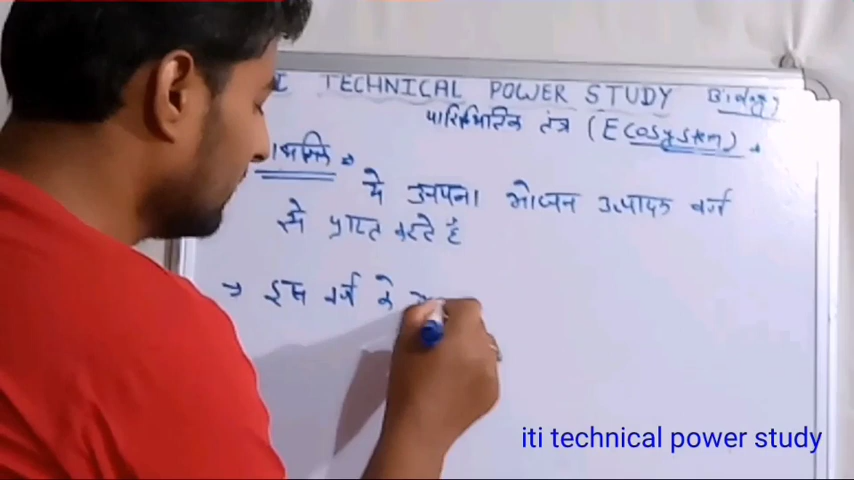 TECHNICAL POWER STUDY Biology
पारिस्थितिक तंत्र (Ecosystem)
ये अपना भोजन उत्पादक वर्ग
से प्राप्त करते है
→ इस वर्ग के
iti technical power study